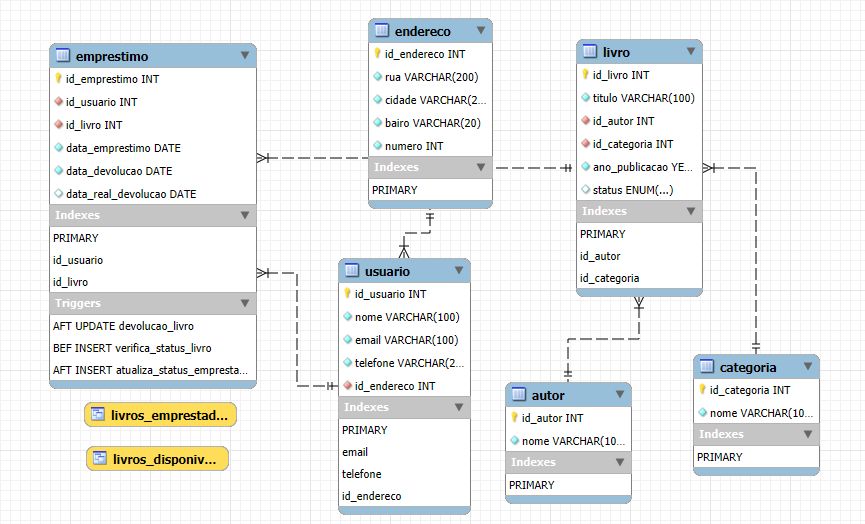 emprestimo
id_emprestimo INT
id_usuario INT
id_livro INT
data_emprestimo DATE
data_devolucao DATE
data_real_devolucao DATE
Indexes
PRIMARY
id_usuario
id_livro
Triggers
AFT UPDATE devolucao_livro
BEF INSERT verifica_status_livro
AFT INSERT atualiza_status_empresta...
livros_emprestad...
livros_disponiv...
endereco
id_endereco INT
rua VARCHAR(200)
cidade VARCHAR(2...
bairo VARCHAR(20)
numero INT
Indexes
PRIMARY
usuario
id_usuario INT
nome VARCHAR(100)
email VARCHAR(100)
telefone VARCHAR(2...
id_endereco INT
Indexes
PRIMARY
email
telefone
id_endereco
livro
id_livro INT
titulo VARCHAR(100)
id_autor INT
id_categoria INT
ano_publicacao YE...
status ENUM(...)
Indexes
PRIMARY
id_autor
id_categoria
autor
id_autor INT
nome VARCHAR(10...
Indexes
PRIMARY
categoria
id_categoria INT
nome VARCHAR(10...
Indexes
PRIMARY